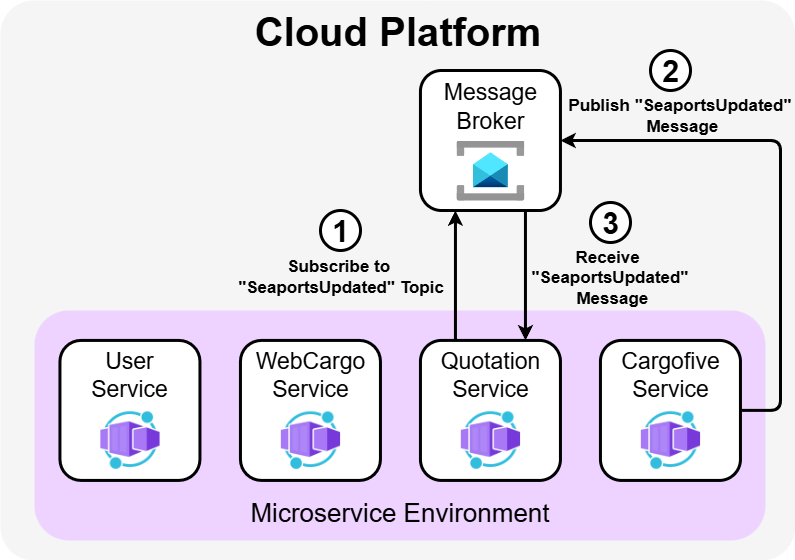 Cloud Platform
Message
Broker
2
Publish "SeaportsUpdated"
Message
1
Subscribe to
"SeaportsUpdated" Topic
3
Receive
"SeaportsUpdated"
Message
User
Service
WebCargo
Service
Quotation
Service
Cargofive
Service
Microservice Environment